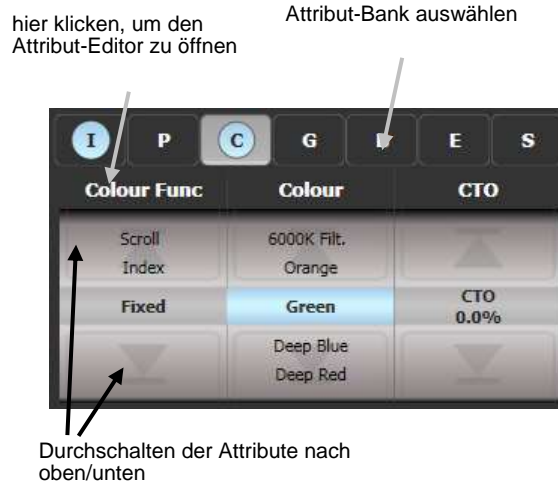 hier klicken, um den
Attribut-Editor zu öffnen
Attribut-Bank auswählen
I P C G E S
Colour Func Colour CTO
Scroll 6000K Filt.
Index Orange
Fixed Green CTO
0.0%
Deep Blue
Deep Red
Durchschalten der Attribute nach
oben/unten